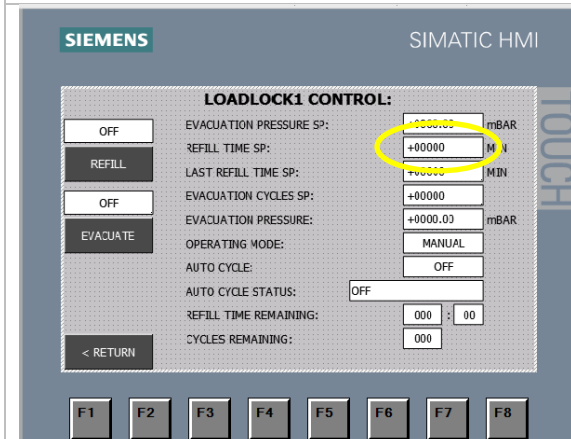 SIEMENS SIMATIC HMI
TOUCH
LOADLOCK1 CONTROL:
OFF
REFILL
OFF
EVACUATE
< RETURN
EVACUATION PRESSURE SP: +0000.00 mBAR
REFILL TIME SP: +00000 MIN
LAST REFILL TIME SP: +00000 MIN
EVACUATION CYCLES SP: +00000
EVACUATION PRESSURE: +0000.00 mBAR
OPERATING MODE: MANUAL
AUTO CYCLE: OFF
AUTO CYCLE STATUS: OFF
REFILL TIME REMAINING: 000 : 00
CYCLES REMAINING: 000
F1 F2 F3 F4 F5 F6 F7 F8